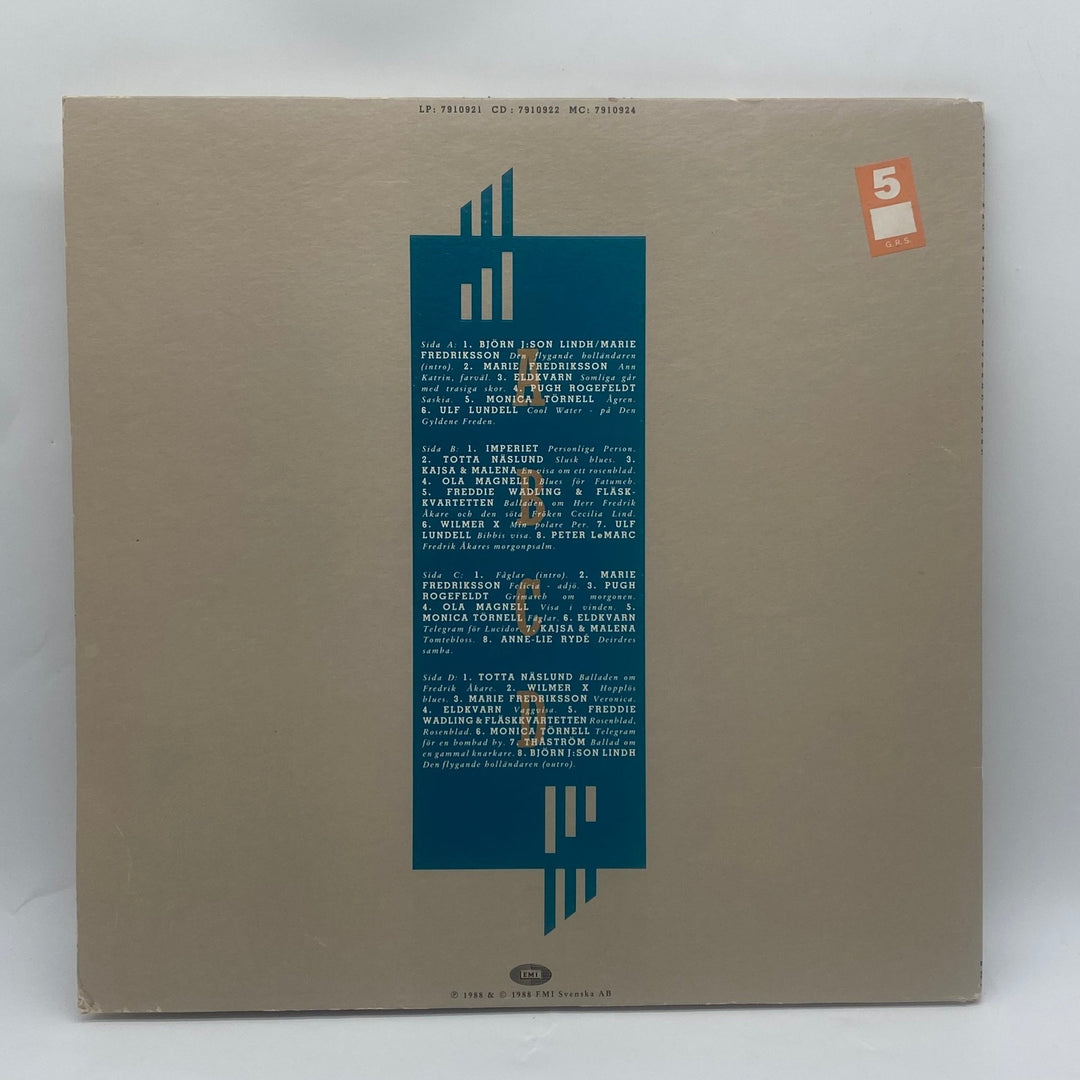 LP: 7910921 CD: 7910922 MC: 7910924
5
G.R.S.
Sida A: 1. BJÖRN J:SON LINDH/MARIE
FREDRIKSSON Den flygande holländaren
(intro). 2. MARIE FREDRIKSSON Ann
Katrin, farväl. 3. ELDKVARN Somliga går
med trasiga skor. 4. PUGH ROGEFELDT
Saskia. 5. MONICA TÖRNELL Ågren.
6. ULF LUNDELL Cool Water - på Den
Gyldene Freden.
A
Sida B: 1. IMPERIET Personliga Person.
2. TOTTA NÄSLUND Slusk blues. 3.
KAJSA & MALENA En visa om ett rosenblad.
4. OLA MAGNELL Blues för Fatumeh.
5. FREDDIE WADLING & FLÄSK-
KVARTETTEN Balladen om Herr Fredrik
Åkare och den söta Fröken Cecilia Lind.
6. WILMER X Min polare Per. 7. ULF
LUNDELL Bibbis visa. 8. PETER LeMARC
Fredrik Åkares morgonpsalm.
B
Sida C: 1. Fåglar (intro). 2. MARIE
FREDRIKSSON Felicia - adjö. 3. PUGH
ROGEFELDT Grimasch om morgonen.
4. OLA MAGNELL Visa i vinden. 5.
MONICA TÖRNELL Fåglar. 6. ELDKVARN
Telegram för Lucidor. 7. KAJSA & MALENA
Tomtebloss. 8. ANNE-LIE RYDÉ Deirdres
samba.
C
Sida D: 1. TOTTA NÄSLUND Balladen om
Fredrik Åkare. 2. WILMER X Hopplös
blues. 3. MARIE FREDRIKSSON Veronica.
4. ELDKVARN Vaggvisa. 5. FREDDIE
WADLING & FLÄSKKVARTETTEN Rosenblad,
Rosenblad. 6. MONICA TÖRNELL Telegram
för en bombad by. 7. THÅSTRÖM Ballad om
en gammal knarkare. 8. BJÖRN J:SON LINDH
Den flygande holländaren (outro).
D
EMI
℗ 1988 & © 1988 EMI Svenska AB